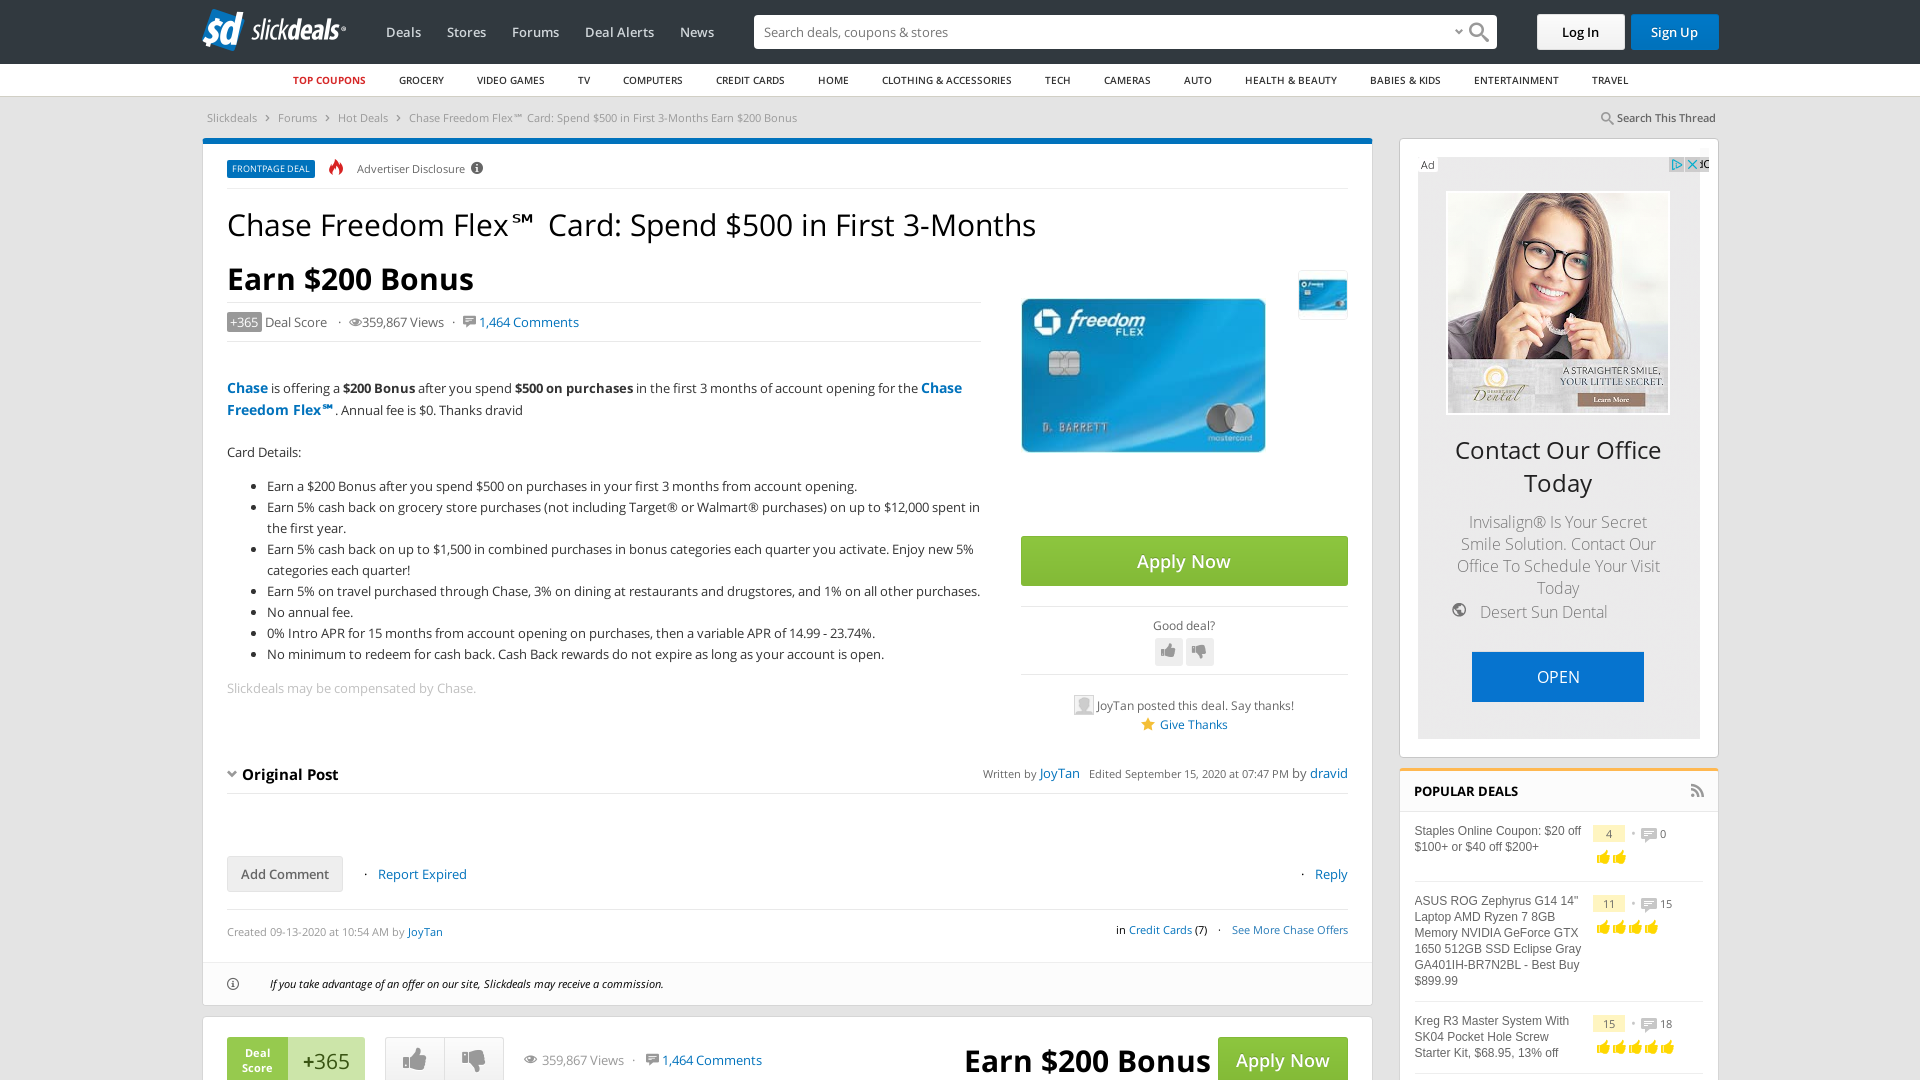 slickdeals
Deals
Stores
Forums
Deal Alerts
News
Search deals, coupons & stores
Log In
Sign Up
TOP COUPONS
GROCERY
VIDEO GAMES
TV
COMPUTERS
CREDIT CARDS
HOME
CLOTHING & ACCESSORIES
TECH
CAMERAS
AUTO
HEALTH & BEAUTY
BABIES & KIDS
ENTERTAINMENT
TRAVEL
Slickdeals › Forums › Hot Deals › Chase Freedom Flex℠ Card: Spend $500 in First 3-Months Earn $200 Bonus
Search This Thread
FRONTPAGE DEAL
Advertiser Disclosure
Chase Freedom Flex℠ Card: Spend $500 in First 3-Months
Earn $200 Bonus
+365 Deal Score · 359,867 Views · 1,464 Comments
Chase is offering a $200 Bonus after you spend $500 on purchases in the first 3 months of account opening for the Chase
Freedom Flex℠. Annual fee is $0. Thanks dravid
Card Details:
• Earn a $200 Bonus after you spend $500 on purchases in your first 3 months from account opening.
• Earn 5% cash back on grocery store purchases (not including Target® or Walmart® purchases) on up to $12,000 spent in
the first year.
• Earn 5% cash back on up to $1,500 in combined purchases in bonus categories each quarter you activate. Enjoy new 5%
categories each quarter!
• Earn 5% on travel purchased through Chase, 3% on dining at restaurants and drugstores, and 1% on all other purchases.
• No annual fee.
• 0% Intro APR for 15 months from account opening on purchases, then a variable APR of 14.99 - 23.74%.
• No minimum to redeem for cash back. Cash Back rewards do not expire as long as your account is open.
Slickdeals may be compensated by Chase.
freedom
FLEX
D. BARRETT
mastercard
Apply Now
Good deal?
JoyTan posted this deal. Say thanks!
Give Thanks
Original Post
Written by JoyTan Edited September 15, 2020 at 07:47 PM by dravid
Add Comment
· Report Expired
· Reply
Created 09-13-2020 at 10:54 AM by JoyTan
in Credit Cards (7) · See More Chase Offers
If you take advantage of an offer on our site, Slickdeals may receive a commission.
Deal
Score
+365
359,867 Views · 1,464 Comments
Earn $200 Bonus
Apply Now
Ad
A STRAIGHTER SMILE,
YOUR LITTLE SECRET.
Dental
Learn More
Contact Our Office
Today
Invisalign® Is Your Secret
Smile Solution. Contact Our
Office To Schedule Your Visit
Today
Desert Sun Dental
OPEN
POPULAR DEALS
Staples Online Coupon: $20 off
$100+ or $40 off $200+
4 · 0
ASUS ROG Zephyrus G14 14"
Laptop AMD Ryzen 7 8GB
Memory NVIDIA GeForce GTX
1650 512GB SSD Eclipse Gray
GA401IH-BR7N2BL - Best Buy
$899.99
11 · 15
Kreg R3 Master System With
SK04 Pocket Hole Screw
Starter Kit, $68.95, 13% off
15 · 18